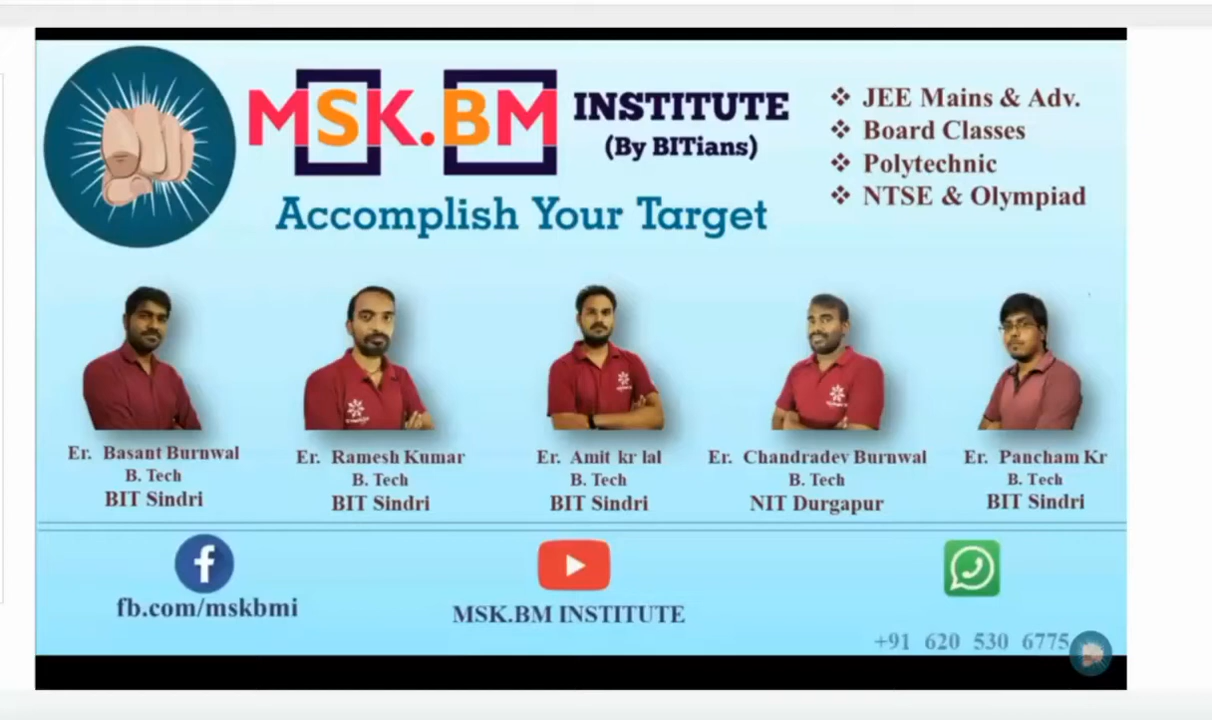 MSK.BM INSTITUTE
(By BITians)
Accomplish Your Target
❖ JEE Mains & Adv.
❖ Board Classes
❖ Polytechnic
❖ NTSE & Olympiad
Er. Basant Burnwal
B. Tech
BIT Sindri
Er. Ramesh Kumar
B. Tech
BIT Sindri
Er. Amit kr lal
B. Tech
BIT Sindri
Er. Chandradev Burnwal
B. Tech
NIT Durgapur
Er. Pancham Kr
B. Tech
BIT Sindri
fb.com/mskbmi
MSK.BM INSTITUTE
+91 620 530 6775